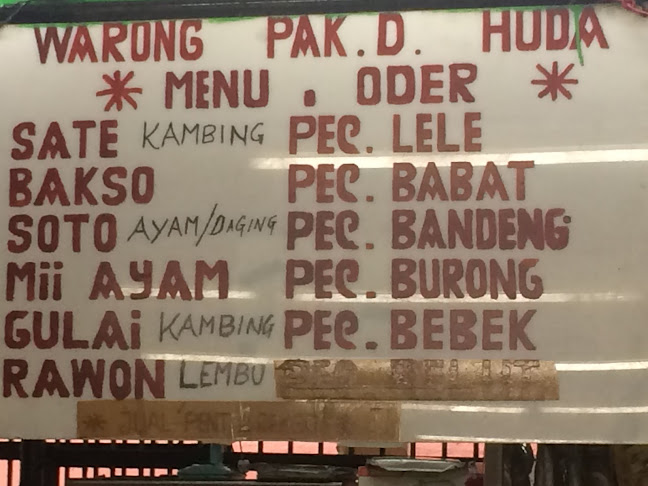 WARONG PAK.D. HUDA
* MENU . ODER *
SATE KAMBING PEC. LELE
BAKSO PEC. BABAT
SOTO AYAM/DAGING PEC. BANDENG
Mii AYAM PEC. BURONG
GULAi KAMBING PEC. BEBEK
RAWON LEMBU
* JUAL